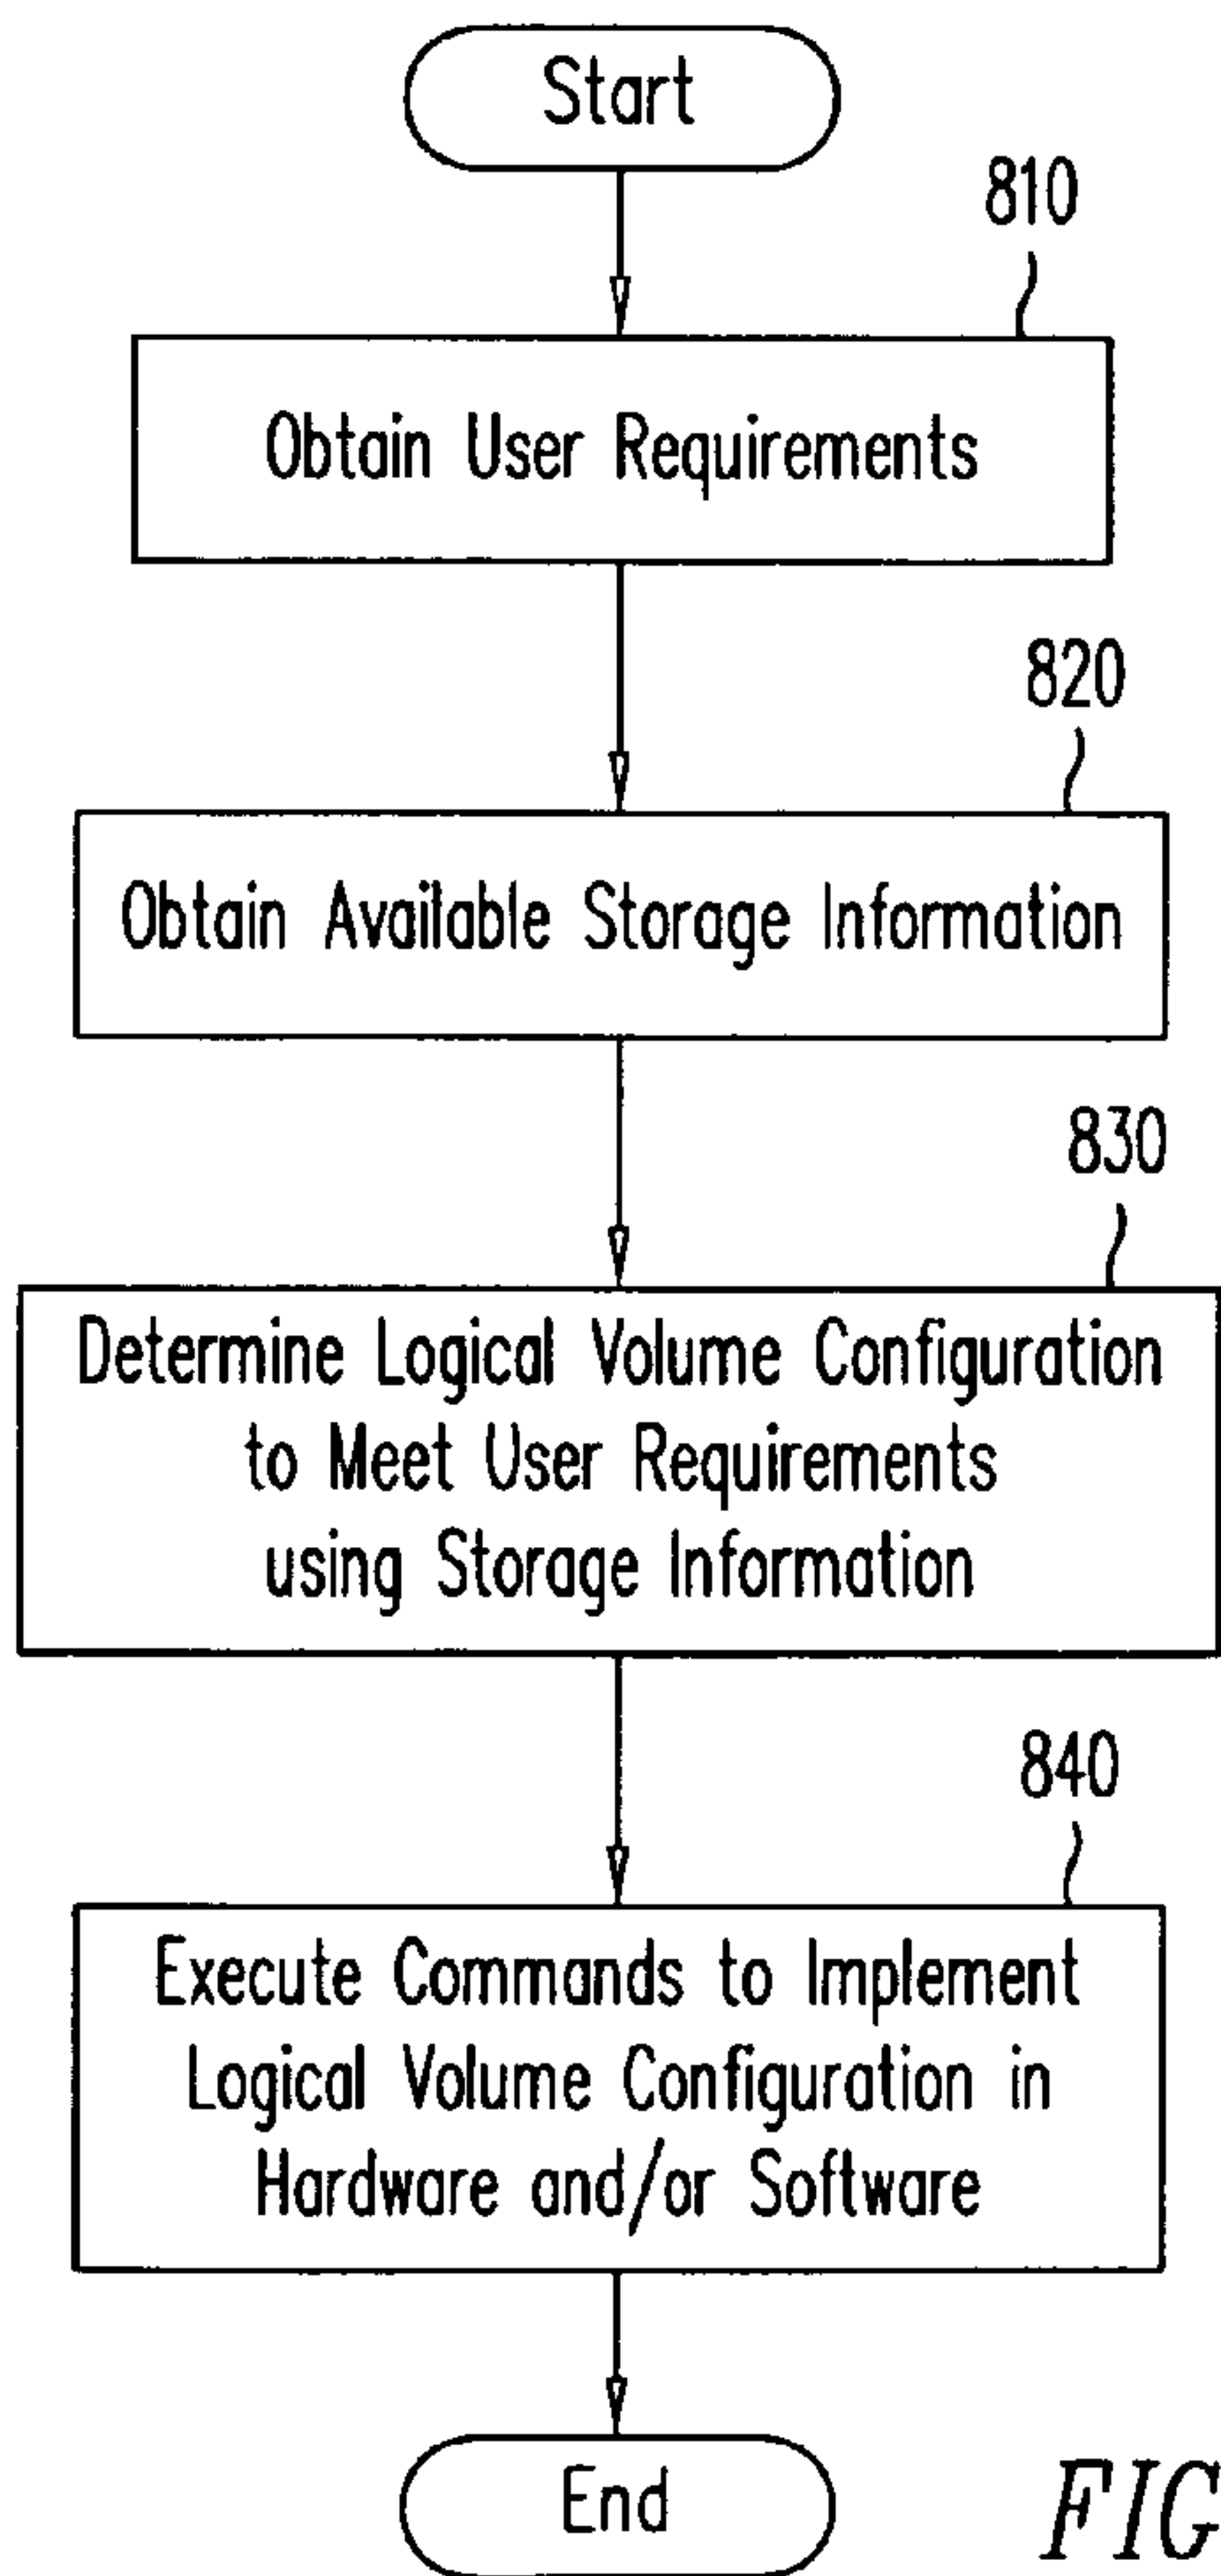 Start
810
Obtain User Requirements
820
Obtain Available Storage Information
830
Determine Logical Volume Configuration
to Meet User Requirements
using Storage Information
840
Execute Commands to Implement
Logical Volume Configuration in
Hardware and/or Software
End
FIG